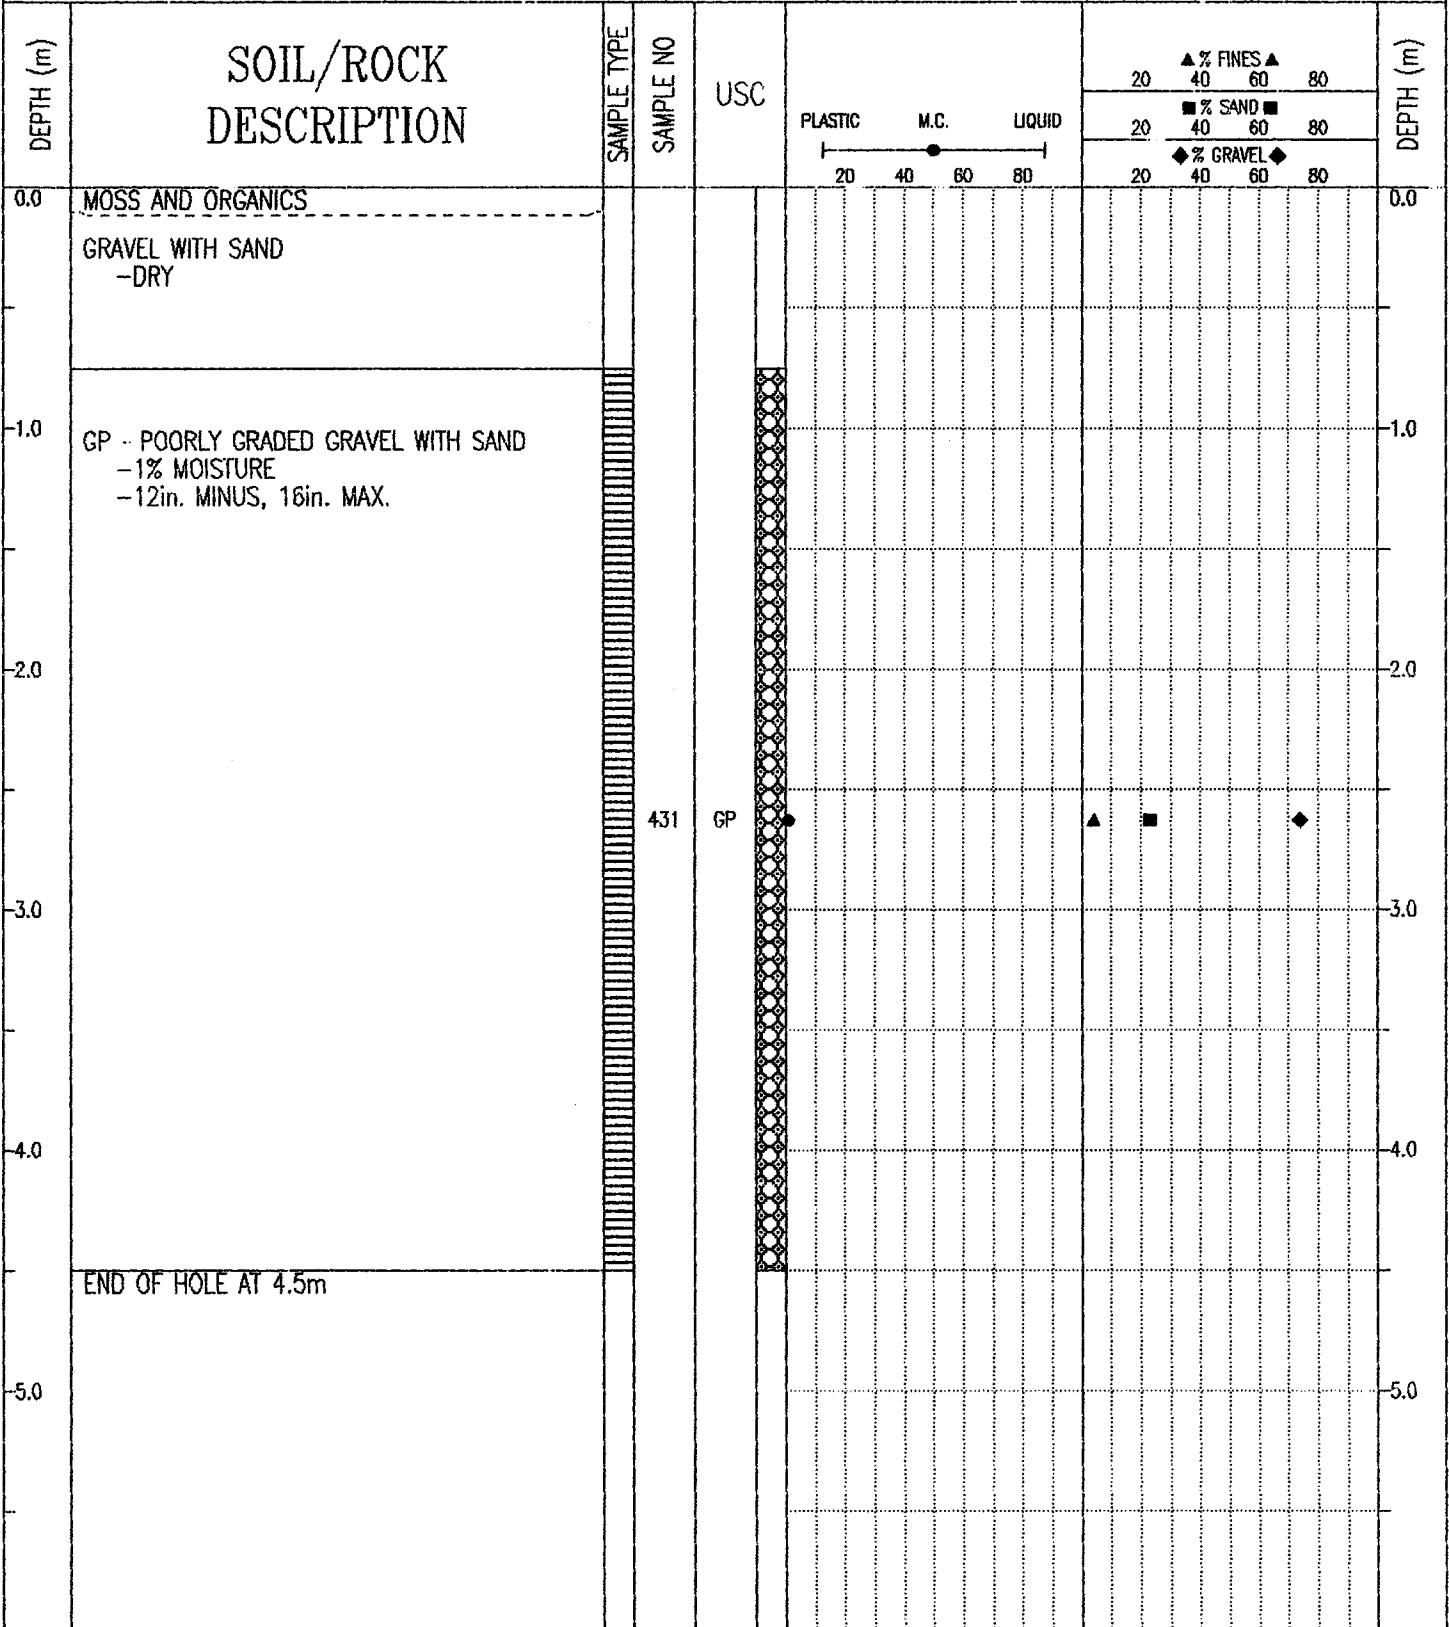 DEPTH (m)
SOIL/ROCK
DESCRIPTION
SAMPLE TYPE
SAMPLE NO
USC
PLASTIC M.C. LIQUID
20 40 60 80
▲ % FINES ▲
20 40 60 80
■ % SAND ■
20 40 60 80
◆ % GRAVEL ◆
20 40 60 80
DEPTH (m)
0.0 MOSS AND ORGANICS 0.0
GRAVEL WITH SAND
-DRY
-1.0 -1.0
GP - POORLY GRADED GRAVEL WITH SAND
-1% MOISTURE
-12in. MINUS, 16in. MAX.
-2.0 -2.0
431 GP
-3.0 -3.0
-4.0 -4.0
END OF HOLE AT 4.5m
-5.0 -5.0